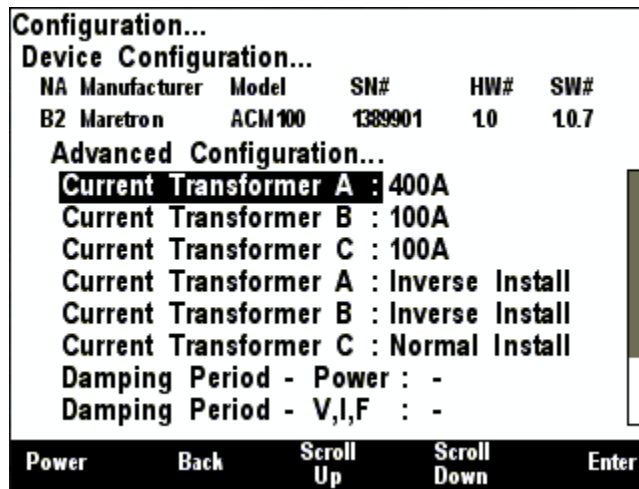 Configuration...
Device Configuration...
NA Manufacturer Model SN# HW# SW#
B2 Maretron ACM100 1389901 1.0 1.0.7
Advanced Configuration...
Current Transformer A : 400A
Current Transformer B : 100A
Current Transformer C : 100A
Current Transformer A : Inverse Install
Current Transformer B : Inverse Install
Current Transformer C : Normal Install
Damping Period - Power : -
Damping Period - V,I,F : -
Power Back Scroll Up Scroll Down Enter